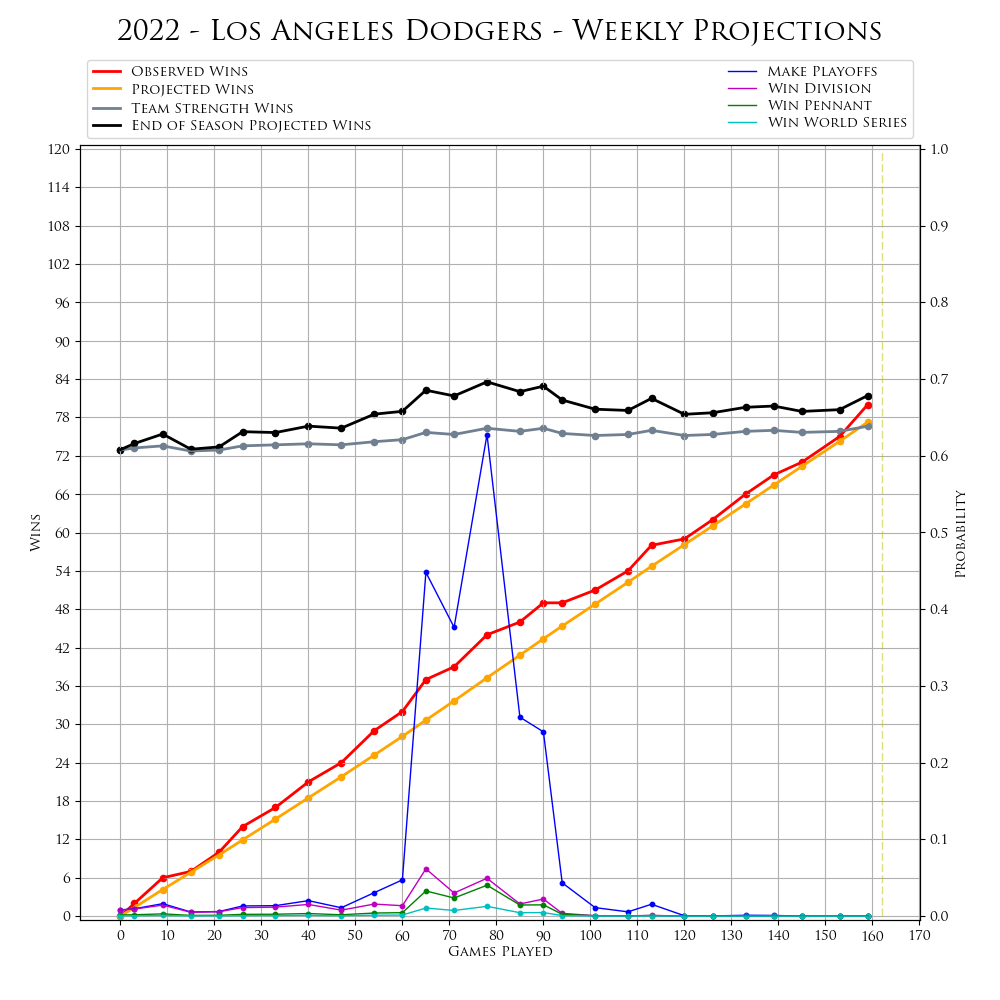 2022 - Los Angeles Dodgers - Weekly Projections
Observed Wins
Projected Wins
Team Strength Wins
End of Season Projected Wins
Make Playoffs
Win Division
Win Pennant
Win World Series
120
114
108
102
96
90
84
78
72
66
60
54
48
42
36
30
24
18
12
6
0
Wins
1.0
0.9
0.8
0.7
0.6
0.5
0.4
0.3
0.2
0.1
0.0
Probability
0 10 20 30 40 50 60 70 80 90 100 110 120 130 140 150 160 170
Games Played